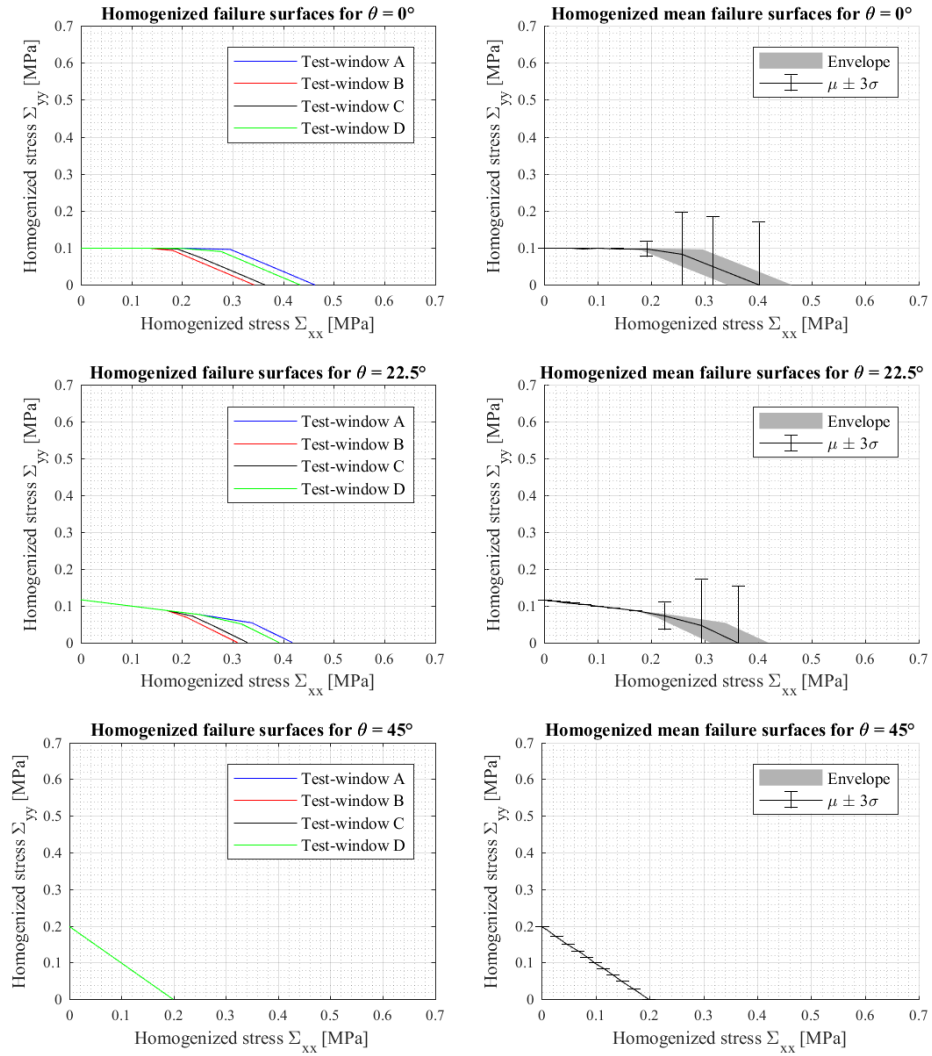 Homogenized failure surfaces for θ = 0°
Homogenized stress Σyy [MPa]
0.7
0.6
0.5
0.4
0.3
0.2
0.1
0
Test-window A
Test-window B
Test-window C
Test-window D
0 0.1 0.2 0.3 0.4 0.5 0.6 0.7
Homogenized stress Σxx [MPa]
Homogenized mean failure surfaces for θ = 0°
Homogenized stress Σyy [MPa]
0.7
0.6
0.5
0.4
0.3
0.2
0.1
0
Envelope
μ ± 3σ
0 0.1 0.2 0.3 0.4 0.5 0.6 0.7
Homogenized stress Σxx [MPa]
Homogenized failure surfaces for θ = 22.5°
Homogenized stress Σyy [MPa]
0.7
0.6
0.5
0.4
0.3
0.2
0.1
0
Test-window A
Test-window B
Test-window C
Test-window D
0 0.1 0.2 0.3 0.4 0.5 0.6 0.7
Homogenized stress Σxx [MPa]
Homogenized mean failure surfaces for θ = 22.5°
Homogenized stress Σyy [MPa]
0.7
0.6
0.5
0.4
0.3
0.2
0.1
0
Envelope
μ ± 3σ
0 0.1 0.2 0.3 0.4 0.5 0.6 0.7
Homogenized stress Σxx [MPa]
Homogenized failure surfaces for θ = 45°
Homogenized stress Σyy [MPa]
0.7
0.6
0.5
0.4
0.3
0.2
0.1
0
Test-window A
Test-window B
Test-window C
Test-window D
0 0.1 0.2 0.3 0.4 0.5 0.6 0.7
Homogenized stress Σxx [MPa]
Homogenized mean failure surfaces for θ = 45°
Homogenized stress Σyy [MPa]
0.7
0.6
0.5
0.4
0.3
0.2
0.1
0
Envelope
μ ± 3σ
0 0.1 0.2 0.3 0.4 0.5 0.6 0.7
Homogenized stress Σxx [MPa]